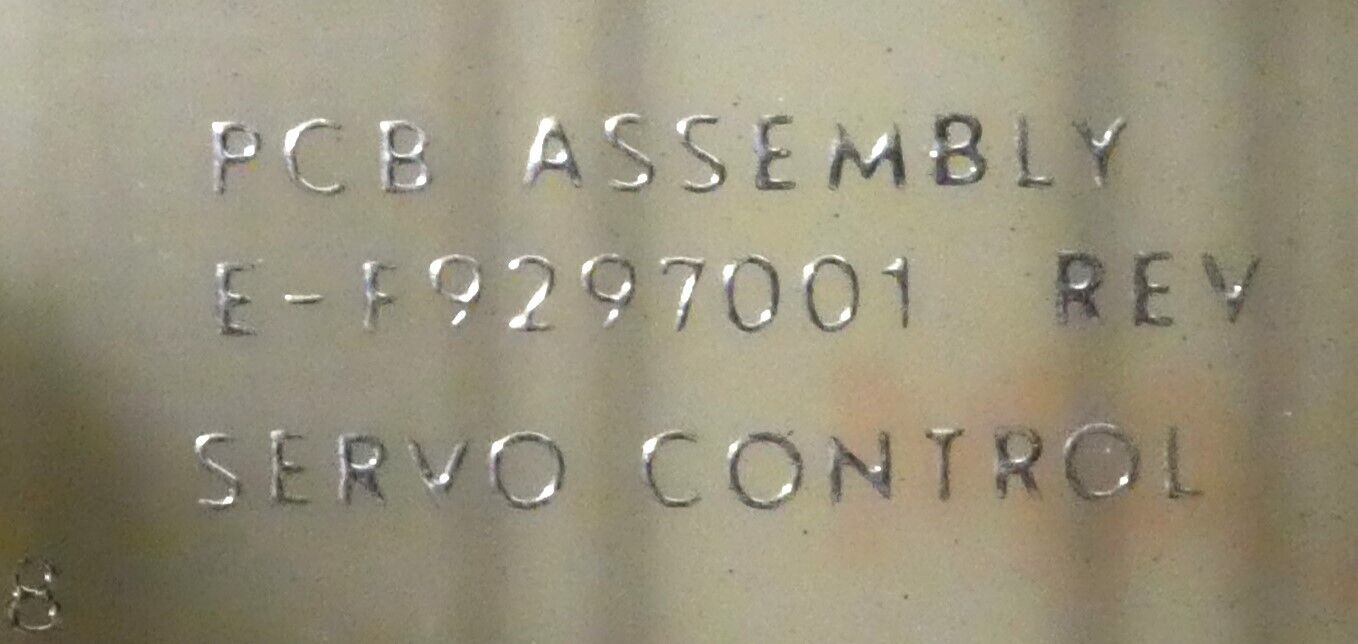 PCB ASSEMBLY
E-F9297001 REV
SERVO CONTROL
8